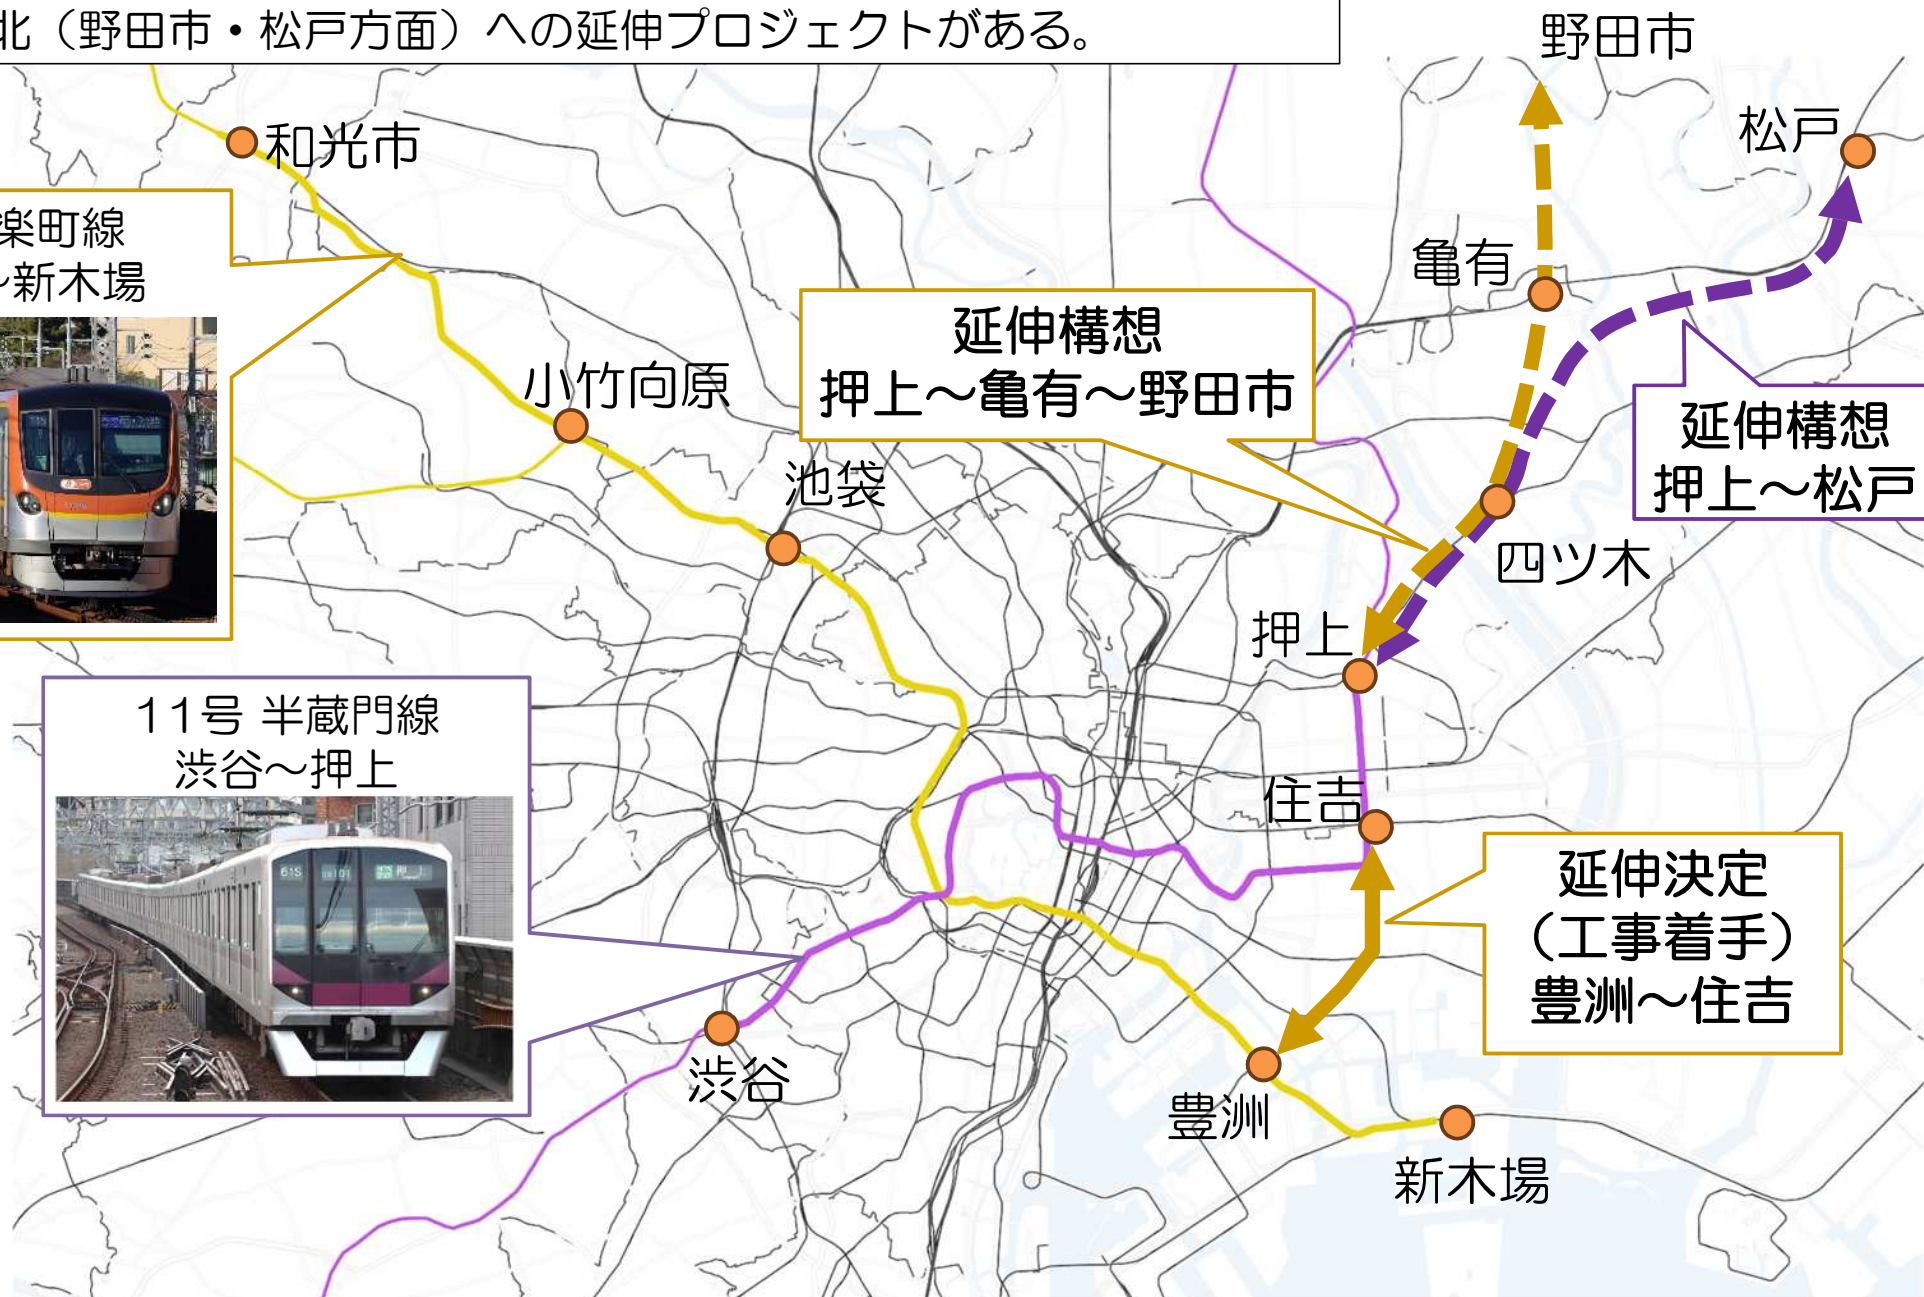 北（野田市・松戸方面）への延伸プロジェクトがある。
野田市
松戸
和光市
楽町線
～新木場
亀有
延伸構想
押上～亀有～野田市
小竹向原
延伸構想
押上～松戸
池袋
四ツ木
押上
11号 半蔵門線
渋谷～押上
住吉
延伸決定
（工事着手）
豊洲～住吉
渋谷
豊洲
新木場
61S